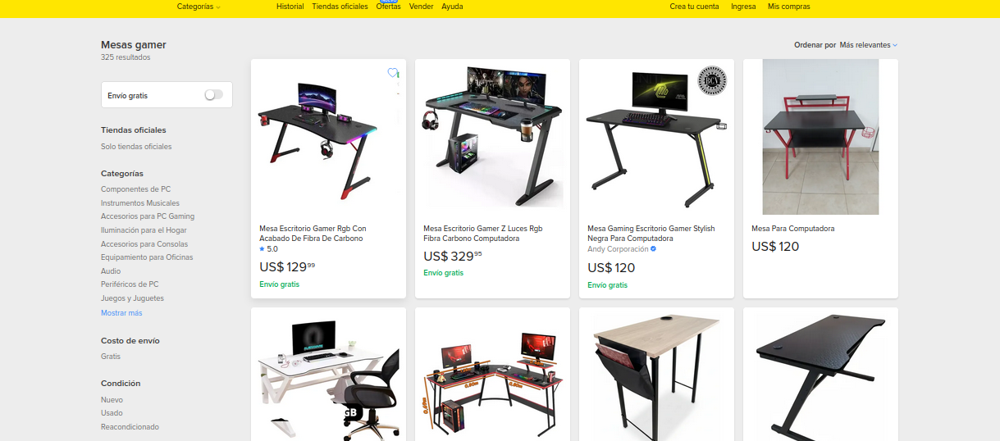 Categorías
Historial
Tiendas oficiales
Ofertas
Vender
Ayuda
Crea tu cuenta
Ingresa
Mis compras
Mesas gamer
325 resultados
Ordenar por Más relevantes
Envío gratis
Tiendas oficiales
Solo tiendas oficiales
Categorías
Componentes de PC
Instrumentos Musicales
Accesorios para PC Gaming
Iluminación para el Hogar
Accesorios para Consolas
Equipamiento para Oficinas
Audio
Periféricos de PC
Juegos y Juguetes
Mostrar más
Costo de envío
Gratis
Condición
Nuevo
Usado
Reacondicionado
Mesa Escritorio Gamer Rgb Con
Acabado De Fibra De Carbono
5.0
US$ 129 99
Envío gratis
Mesa Escritorio Gamer Z Luces Rgb
Fibra Carbono Computadora
US$ 329 95
Envío gratis
Mesa Gaming Escritorio Gamer Stylish
Negra Para Computadora
Andy Corporación
US$ 120
Envío gratis
Mesa Para Computadora
US$ 120
GB
0.90m